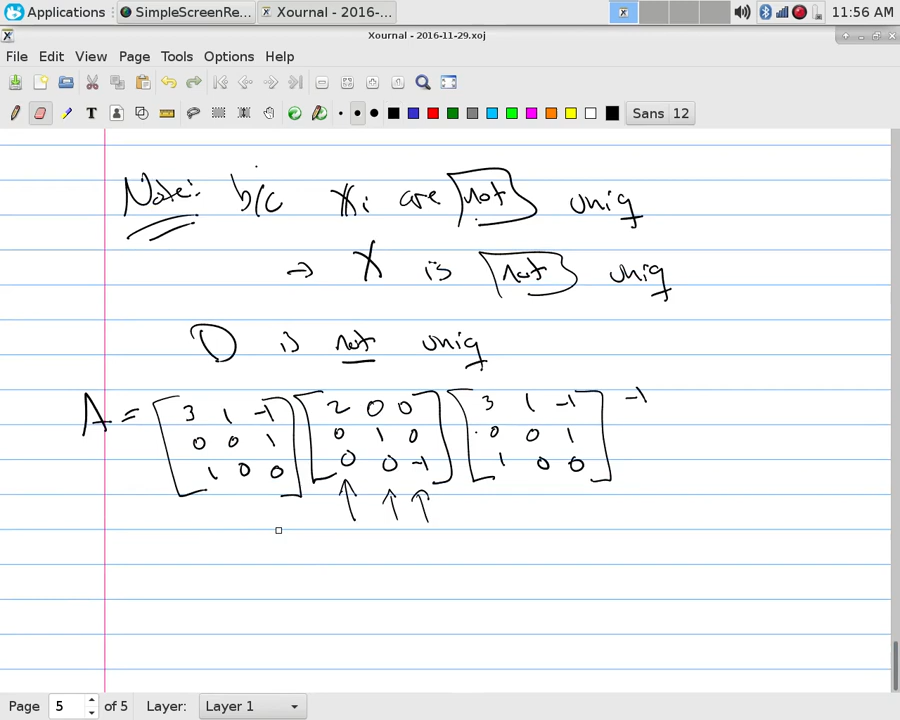 Applications SimpleScreenRe... Xournal - 2016-... 11:56 AM
Xournal - 2016-11-29.xoj
File Edit View Page Tools Options Help
T Sans 12
Note: b/c Xi are not uniq
→ X is not uniq
D is not uniq
A = [3 1 -1] [2 0 0] [3 1 -1] -1
[0 0 1] [0 1 0] [0 0 1]
[1 0 0] [0 0 -1] [1 0 0]
↑ ↑ ↑
Page 5 of 5 Layer: Layer 1